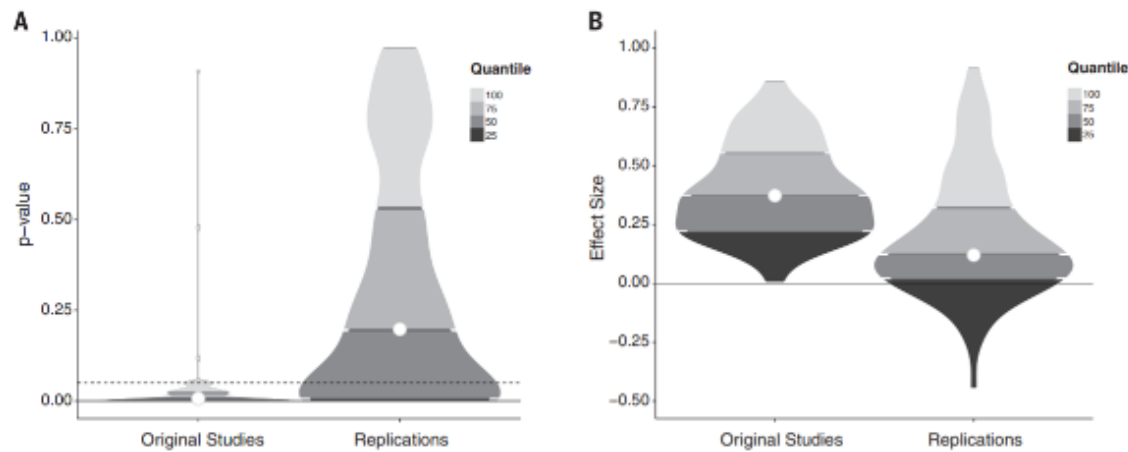 A
1.00
0.75
0.50
0.25
0.00
p-value
Quantile
100
75
50
25
Original Studies
Replications
B
1.00
0.75
0.50
0.25
0.00
−0.25
−0.50
Effect Size
Quantile
100
75
50
25
Original Studies
Replications